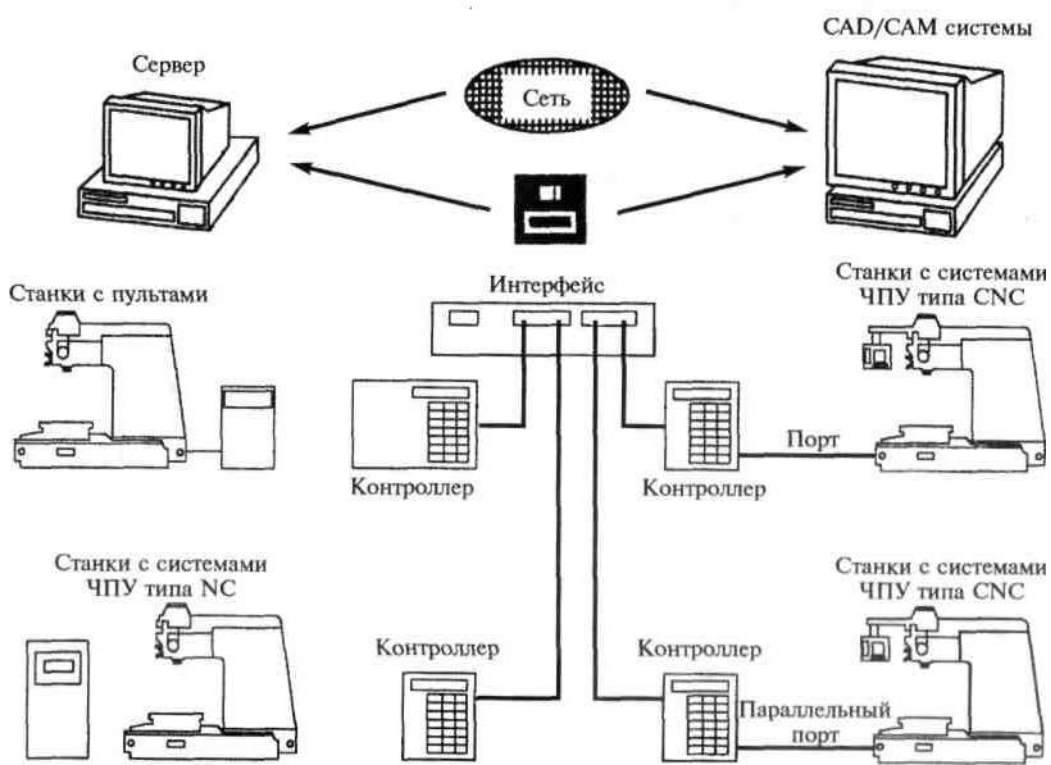 CAD/CAM системы
Сервер
Сеть
Интерфейс
Станки с пультами
Станки с системами
ЧПУ типа CNC
Порт
Контроллер
Контроллер
Станки с системами
ЧПУ типа NC
Станки с системами
ЧПУ типа CNC
Контроллер
Контроллер
Параллельный
порт